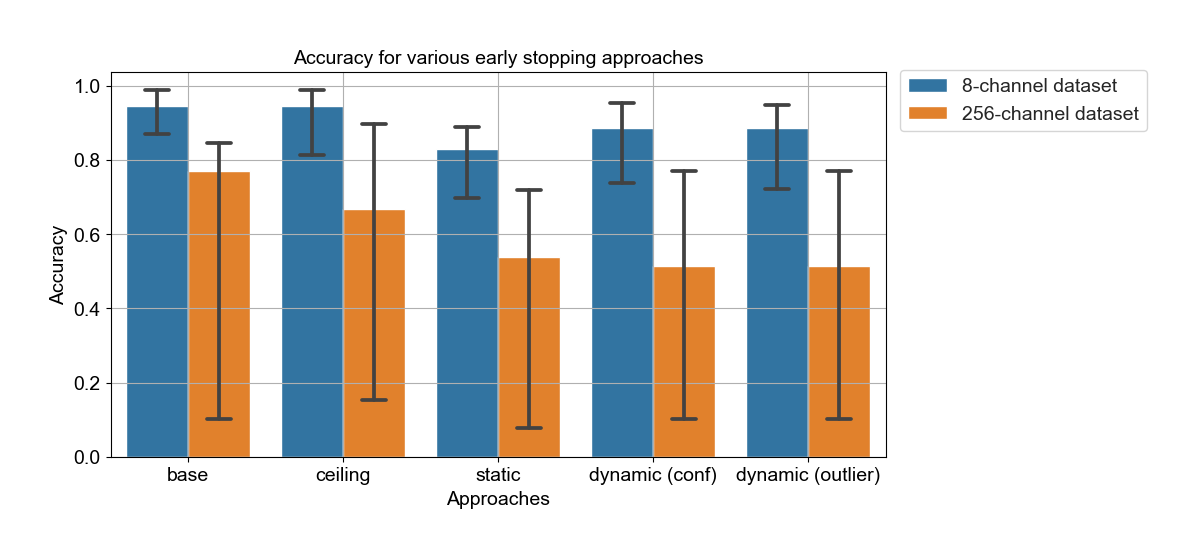 Accuracy for various early stopping approaches
8-channel dataset
256-channel dataset
Accuracy
1.0
0.8
0.6
0.4
0.2
0.0
base
ceiling
static
dynamic (conf)
dynamic (outlier)
Approaches